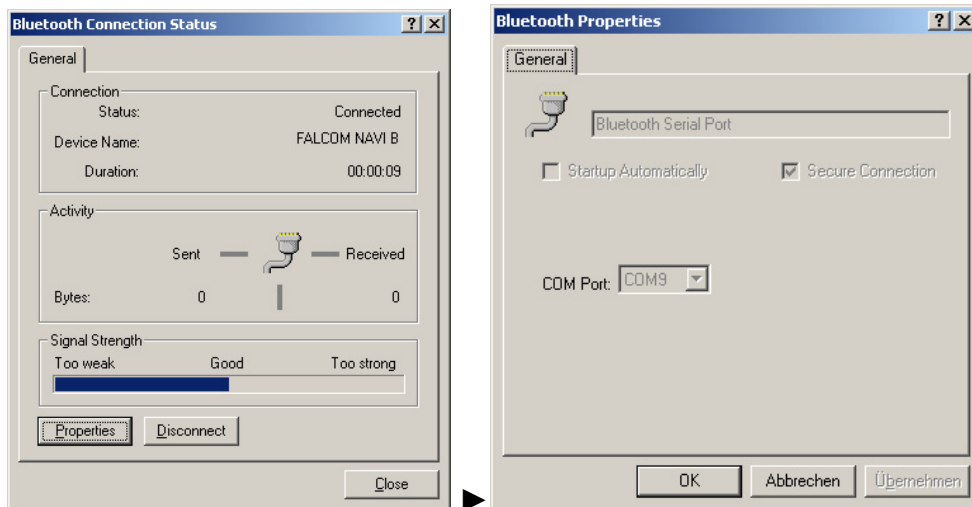 Bluetooth Connection Status
General
Connection
Status: Connected
Device Name: FALCOM NAVI B
Duration: 00:00:09
Activity
Sent Received
Bytes: 0 0
Signal Strength
Too weak Good Too strong
Properties Disconnect
Close
Bluetooth Properties
General
Bluetooth Serial Port
Startup Automatically Secure Connection
COM Port: COM9
OK Abbrechen Übernehmen